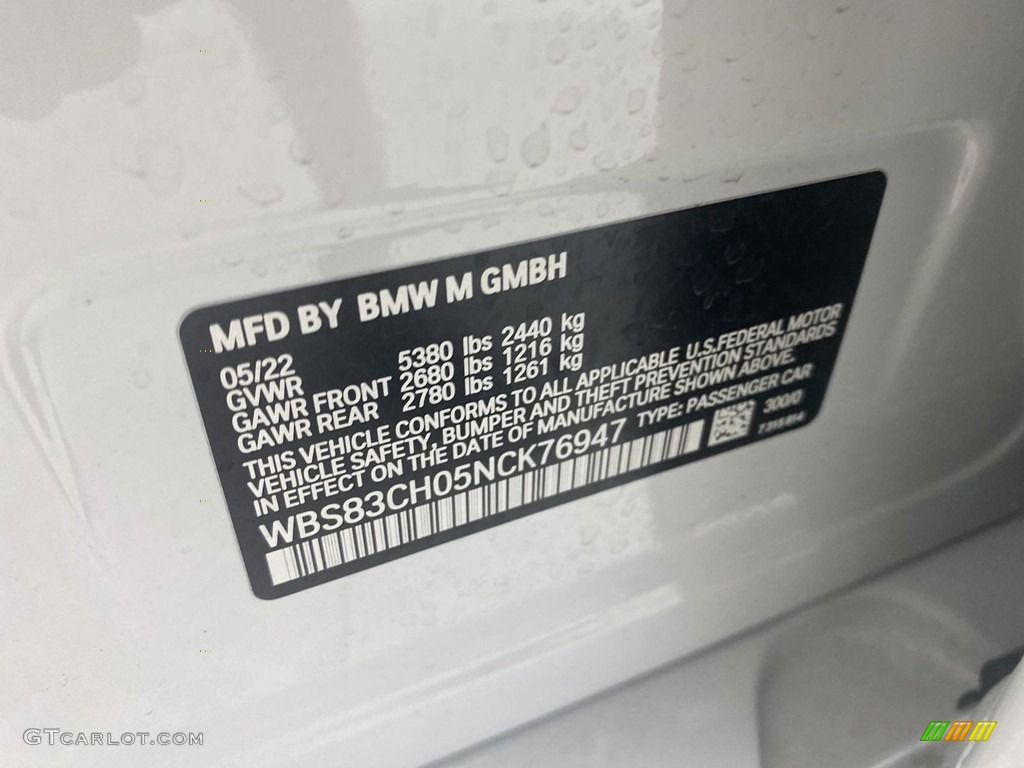 MFD BY BMW M GMBH
05/22
GVWR 5380 lbs 2440 kg
GAWR FRONT 2680 lbs 1216 kg
GAWR REAR 2780 lbs 1261 kg
THIS VEHICLE CONFORMS TO ALL APPLICABLE U.S.FEDERAL MOTOR
VEHICLE SAFETY, BUMPER AND THEFT PREVENTION STANDARDS
IN EFFECT ON THE DATE OF MANUFACTURE SHOWN ABOVE.
WBS83CH05NCK76947 TYPE: PASSENGER CAR
300/0
GTcarlot.com